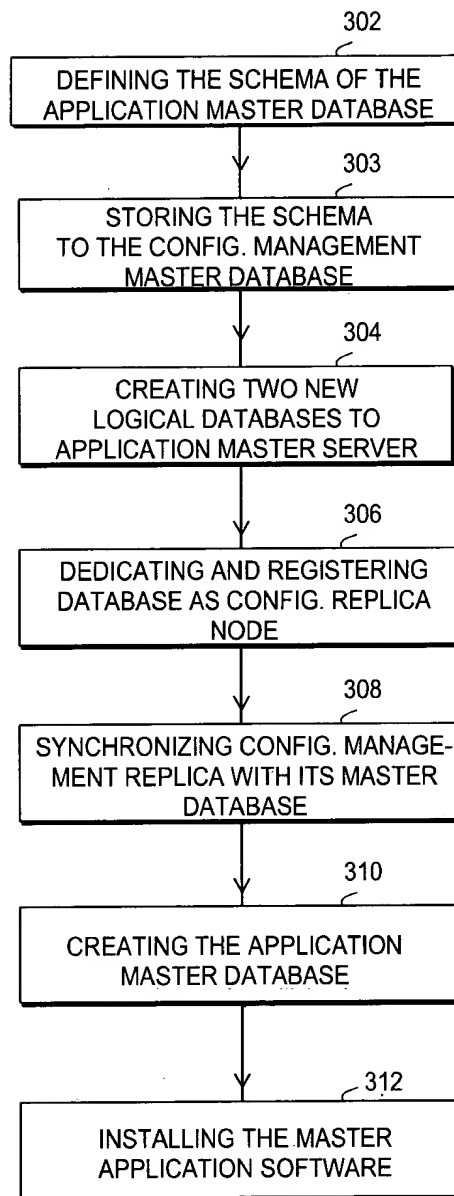 302
DEFINING THE SCHEMA OF THE
APPLICATION MASTER DATABASE
303
STORING THE SCHEMA
TO THE CONFIG. MANAGEMENT
MASTER DATABASE
304
CREATING TWO NEW
LOGICAL DATABASES TO
APPLICATION MASTER SERVER
306
DEDICATING AND REGISTERING
DATABASE AS CONFIG. REPLICA
NODE
308
SYNCHRONIZING CONFIG. MANAGE-
MENT REPLICA WITH ITS MASTER
DATABASE
310
CREATING THE APPLICATION
MASTER DATABASE
312
INSTALLING THE MASTER
APPLICATION SOFTWARE